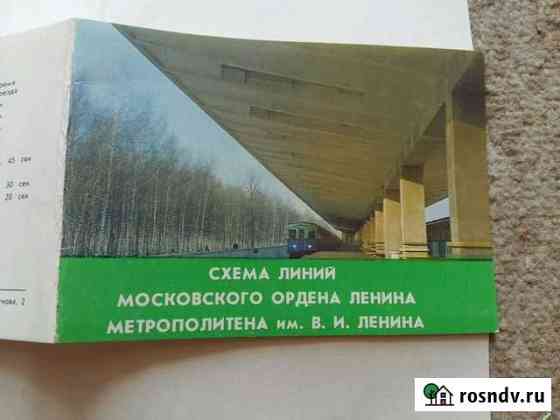 45 сек
30 сек
20 сек
СХЕМА ЛИНИЙ
МОСКОВСКОГО ОРДЕНА ЛЕНИНА
МЕТРОПОЛИТЕНА им. В. И. ЛЕНИНА
rosndv.ru